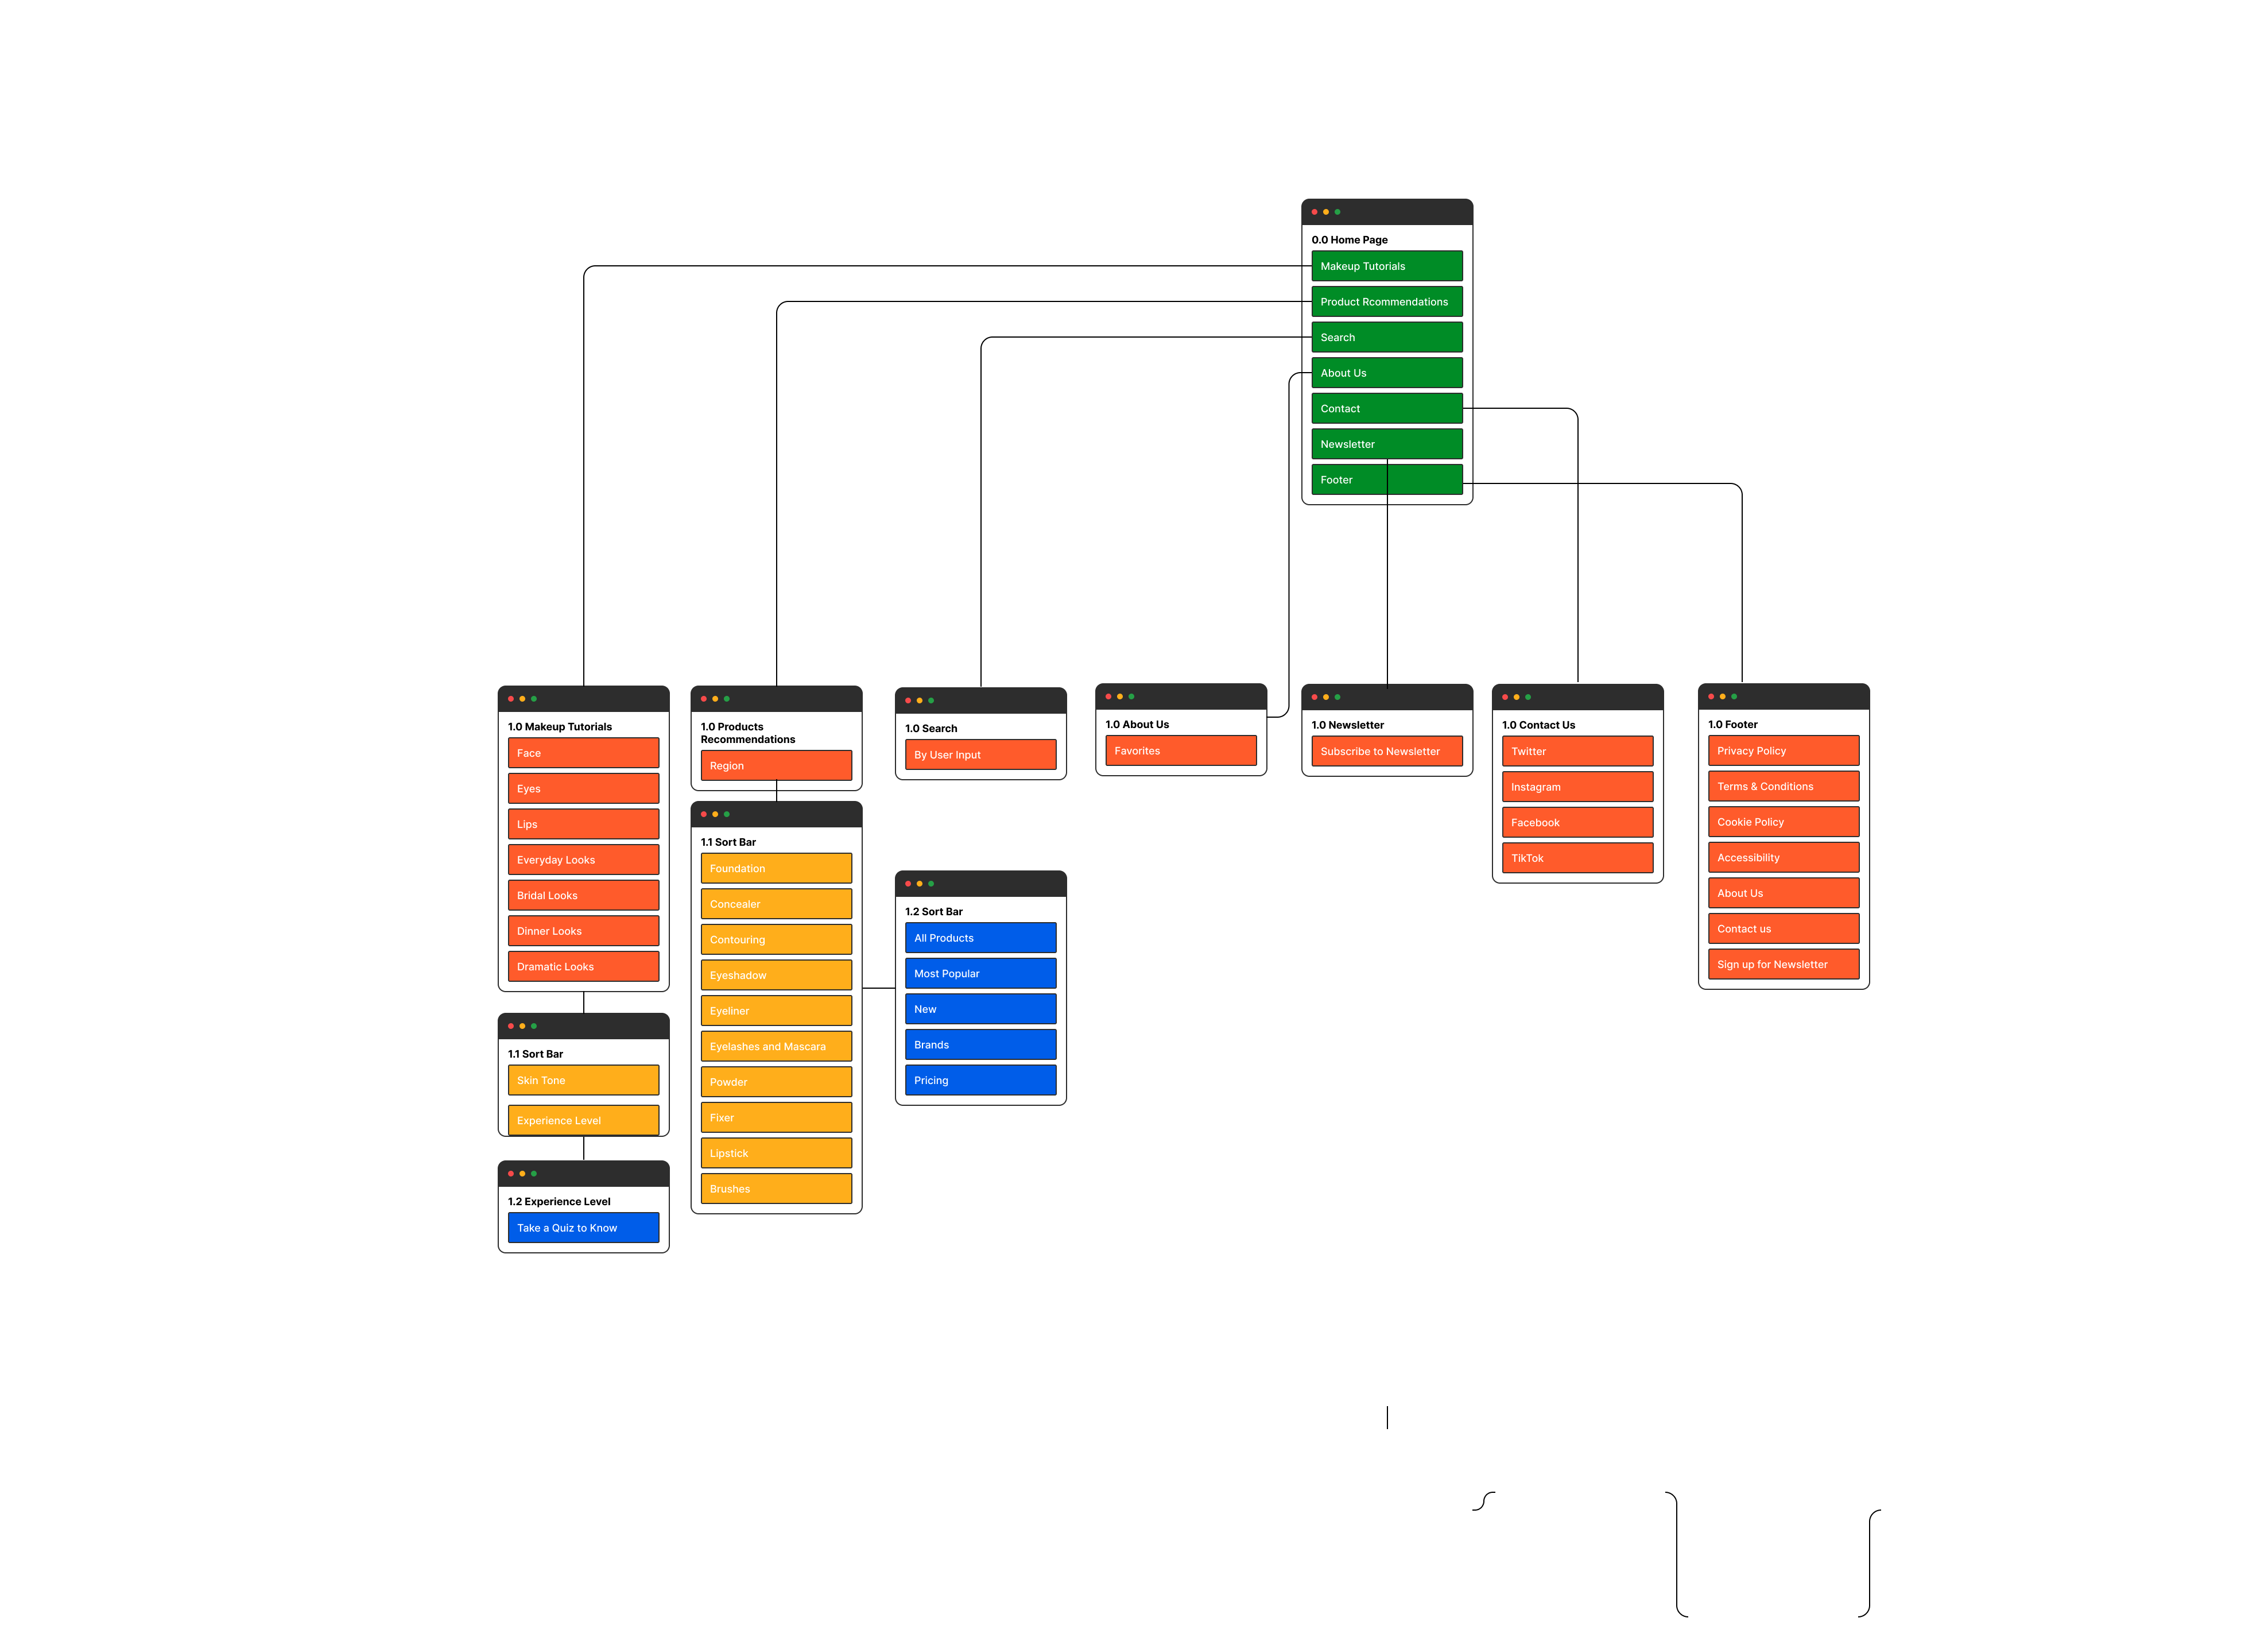 0.0 Home Page
Makeup Tutorials
Product Rcommendations
Search
About Us
Contact
Newsletter
Footer
1.0 Makeup Tutorials
Face
Eyes
Lips
Everyday Looks
Bridal Looks
Dinner Looks
Dramatic Looks
1.1 Sort Bar
Skin Tone
Experience Level
1.2 Experience Level
Take a Quiz to Know
1.0 Products
Recommendations
Region
1.1 Sort Bar
Foundation
Concealer
Contouring
Eyeshadow
Eyeliner
Eyelashes and Mascara
Powder
Fixer
Lipstick
Brushes
1.0 Search
By User Input
1.2 Sort Bar
All Products
Most Popular
New
Brands
Pricing
1.0 About Us
Favorites
1.0 Newsletter
Subscribe to Newsletter
1.0 Contact Us
Twitter
Instagram
Facebook
TikTok
1.0 Footer
Privacy Policy
Terms & Conditions
Cookie Policy
Accessibility
About Us
Contact us
Sign up for Newsletter